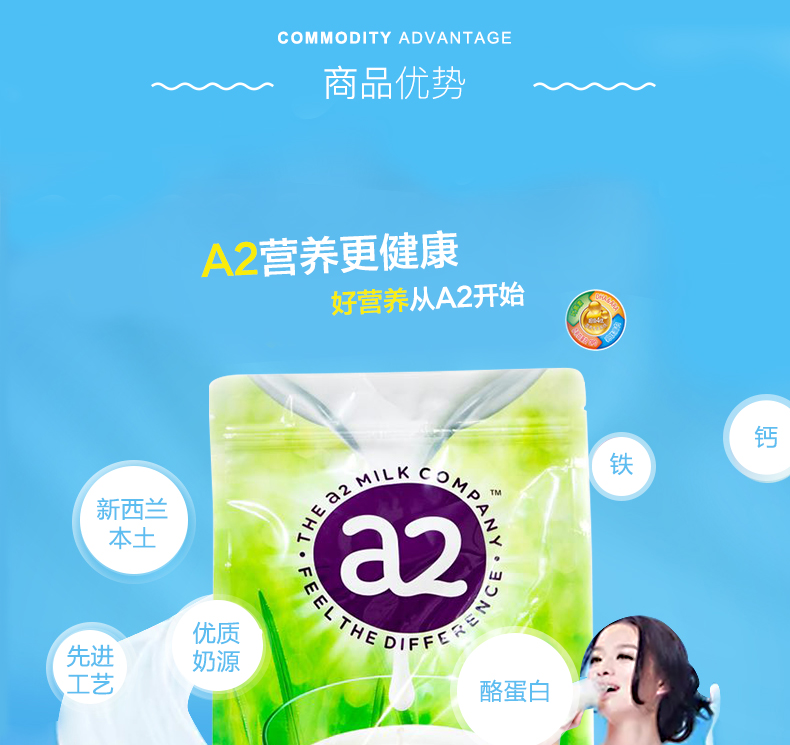 COMMODITY ADVANTAGE
商品优势
A2营养更健康
好营养从A2开始
钙
铁
新西兰
本土
THE a2 MILK COMPANY
TM
a2
FEEL THE DIFFERENCE
优质
奶源
先进
工艺
酪蛋白